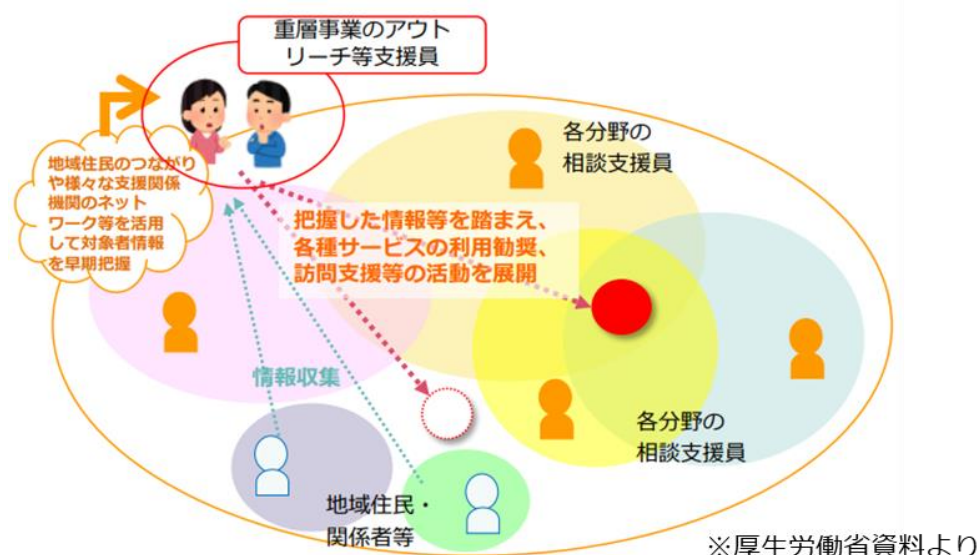 重層事業のアウト
リーチ等支援員
地域住民のつながり
や様々な支援関係
機関のネット
ワーク等を活用
して対象者情報
を早期把握
各分野の
相談支援員
把握した情報等を踏まえ、
各種サービスの利用勧奨、
訪問支援等の活動を展開
情報収集
各分野の
相談支援員
地域住民・
関係者等
※厚生労働省資料より